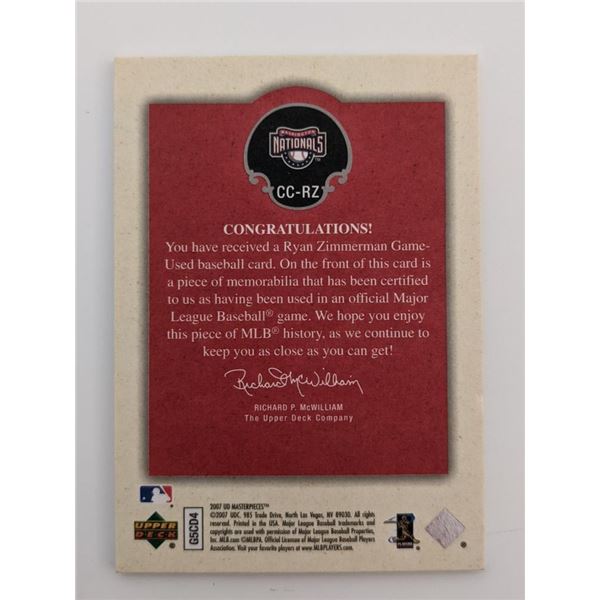 WASHINGTON
NATIONALS
TM
CC-RZ
CONGRATULATIONS!
You have received a Ryan Zimmerman Game-
Used baseball card. On the front of this card is
a piece of memorabilia that has been certified
to us as having been used in an official Major
League Baseball® game. We hope you enjoy
this piece of MLB® history, as we continue to
keep you as close as you can get!
Richard McWilliam
RICHARD P. McWILLIAM
The Upper Deck Company
2007 UD MASTERPIECES™
©2007 UDC, 985 Trade Drive, North Las Vegas, NV 89030. All rights
reserved. Printed in the USA. Major League Baseball trademarks and
copyrights are used with permission of Major League Baseball Properties,
Inc. MLB.com ©MLBPA. Official Licensee of Major League Baseball Players
Association. Visit your favorite players at www.MLBPLAYERS.com
UPPER
DECK
®
G5CD4
PLAYERS
®